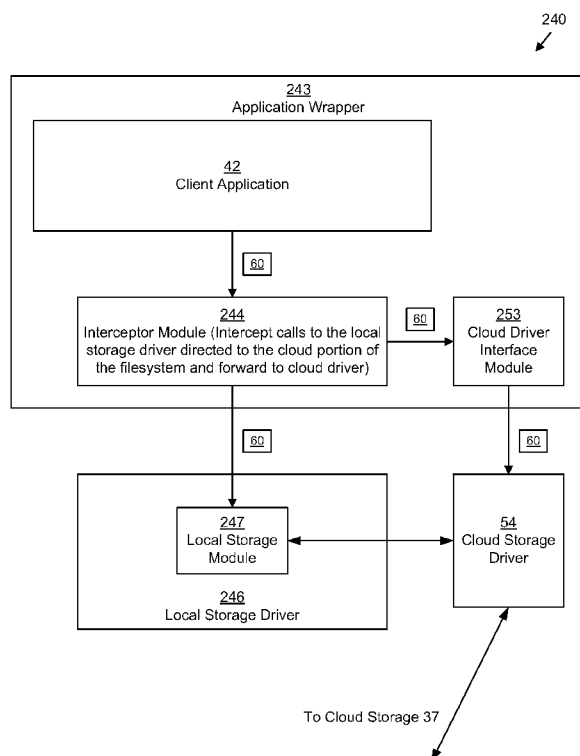 240
243
Application Wrapper
42
Client Application
60
244
Interceptor Module (Intercept calls to the local
storage driver directed to the cloud portion of
the filesystem and forward to cloud driver)
60
253
Cloud Driver
Interface
Module
60
60
247
Local Storage
Module
246
Local Storage Driver
54
Cloud Storage
Driver
To Cloud Storage 37